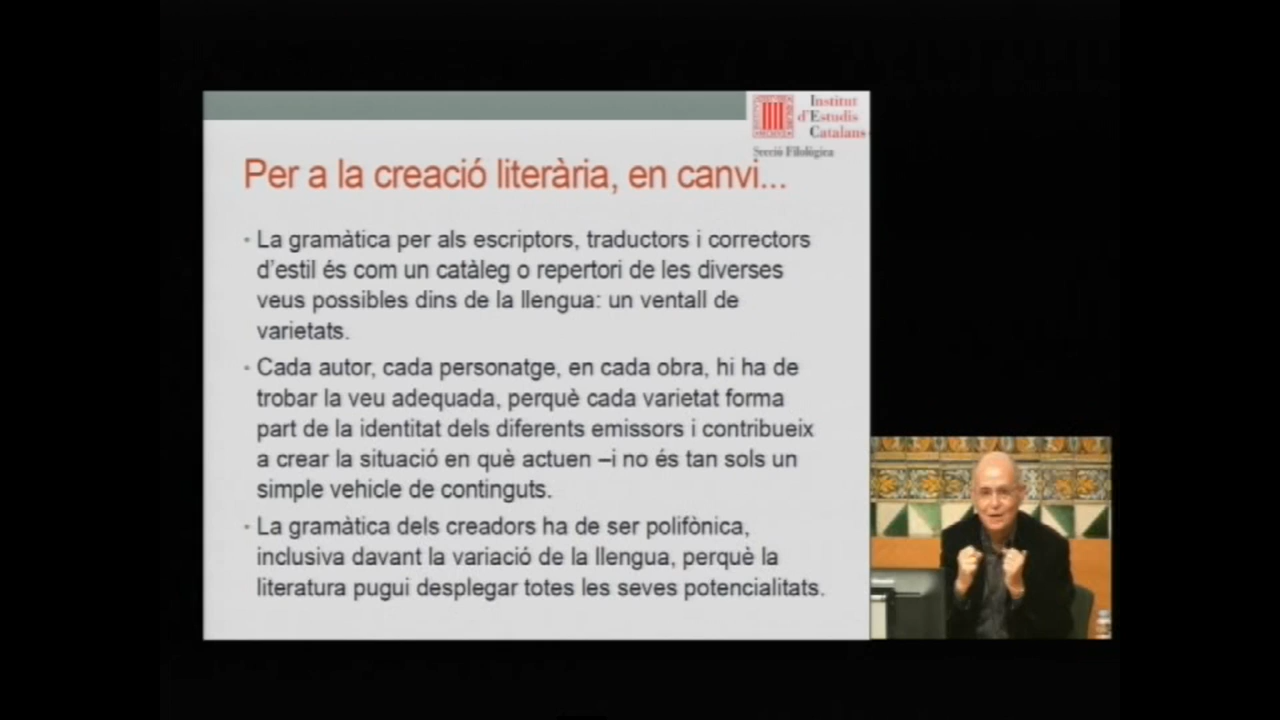 Institut
d'Estudis
Catalans
Secció Filològica
Per a la creació literària, en canvi...
• La gramàtica per als escriptors, traductors i correctors
d'estil és com un catàleg o repertori de les diverses
veus possibles dins de la llengua: un ventall de
varietats.
• Cada autor, cada personatge, en cada obra, hi ha de
trobar la veu adequada, perquè cada varietat forma
part de la identitat dels diferents emissors i contribueix
a crear la situació en què actuen –i no és tan sols un
simple vehicle de continguts.
• La gramàtica dels creadors ha de ser polifònica,
inclusiva davant la variació de la llengua, perquè la
literatura pugui desplegar totes les seves potencialitats.